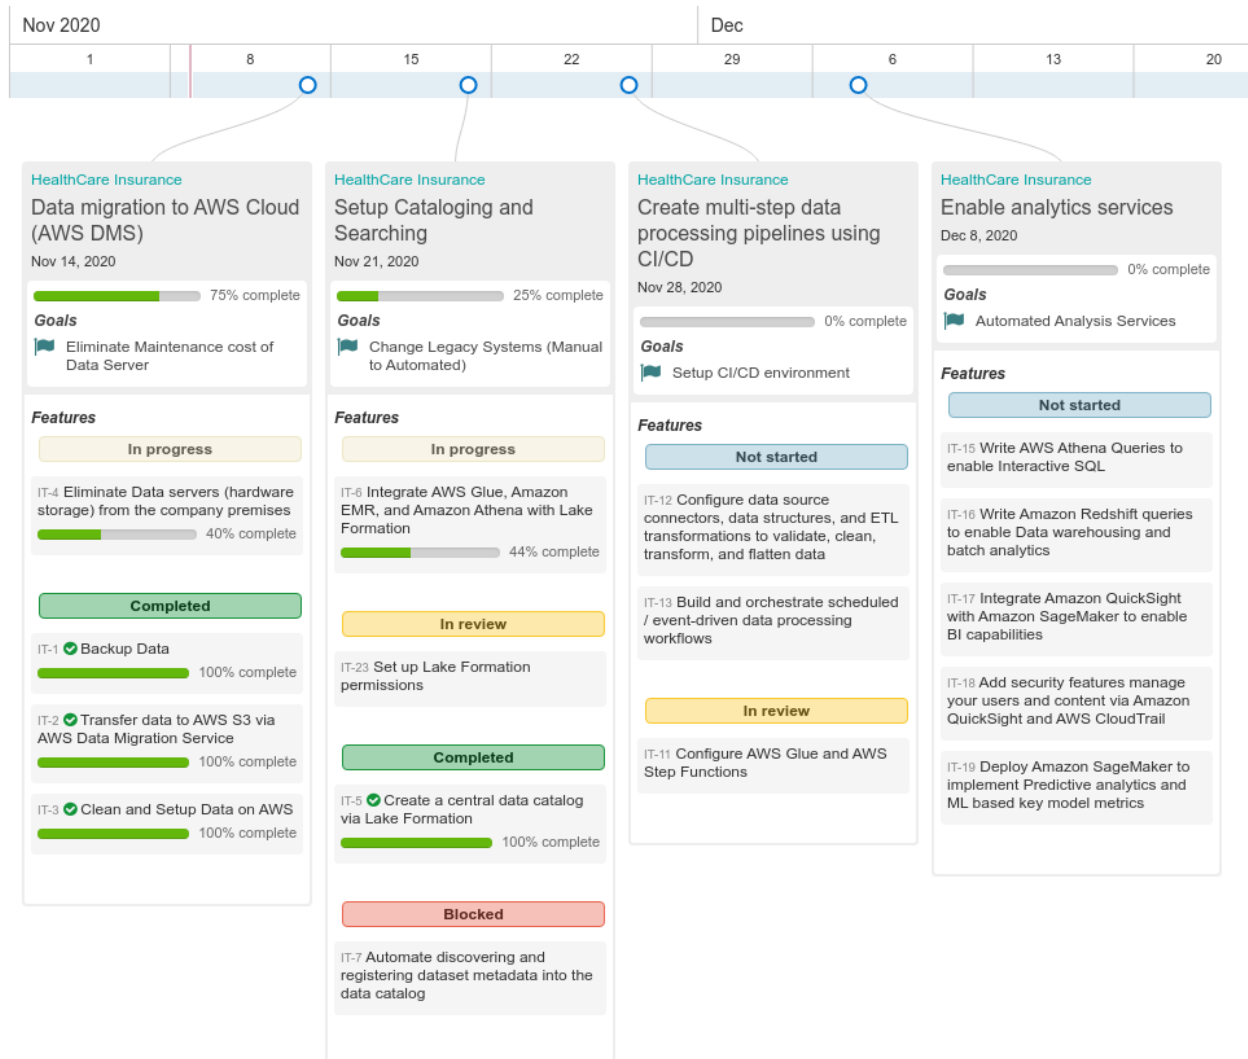 Nov 2020
Dec
1
8
15
22
29
6
13
20
HealthCare Insurance
Data migration to AWS Cloud
(AWS DMS)
Nov 14, 2020
75% complete
Goals
Eliminate Maintenance cost of
Data Server
Features
In progress
IT-4 Eliminate Data servers (hardware
storage) from the company premises
40% complete
Completed
IT-1 Backup Data
100% complete
IT-2 Transfer data to AWS S3 via
AWS Data Migration Service
100% complete
IT-3 Clean and Setup Data on AWS
100% complete
HealthCare Insurance
Setup Cataloging and
Searching
Nov 21, 2020
25% complete
Goals
Change Legacy Systems (Manual
to Automated)
Features
In progress
IT-6 Integrate AWS Glue, Amazon
EMR, and Amazon Athena with Lake
Formation
44% complete
In review
IT-23 Set up Lake Formation
permissions
Completed
IT-5 Create a central data catalog
via Lake Formation
100% complete
Blocked
IT-7 Automate discovering and
registering dataset metadata into the
data catalog
HealthCare Insurance
Create multi-step data
processing pipelines using
CI/CD
Nov 28, 2020
0% complete
Goals
Setup CI/CD environment
Features
Not started
IT-12 Configure data source
connectors, data structures, and ETL
transformations to validate, clean,
transform, and flatten data
IT-13 Build and orchestrate scheduled
/ event-driven data processing
workflows
In review
IT-11 Configure AWS Glue and AWS
Step Functions
HealthCare Insurance
Enable analytics services
Dec 8, 2020
0% complete
Goals
Automated Analysis Services
Features
Not started
IT-15 Write AWS Athena Queries to
enable Interactive SQL
IT-16 Write Amazon Redshift queries
to enable Data warehousing and
batch analytics
IT-17 Integrate Amazon QuickSight
with Amazon SageMaker to enable
BI capabilities
IT-18 Add security features manage
your users and content via Amazon
QuickSight and AWS CloudTrail
IT-19 Deploy Amazon SageMaker to
implement Predictive analytics and
ML based key model metrics